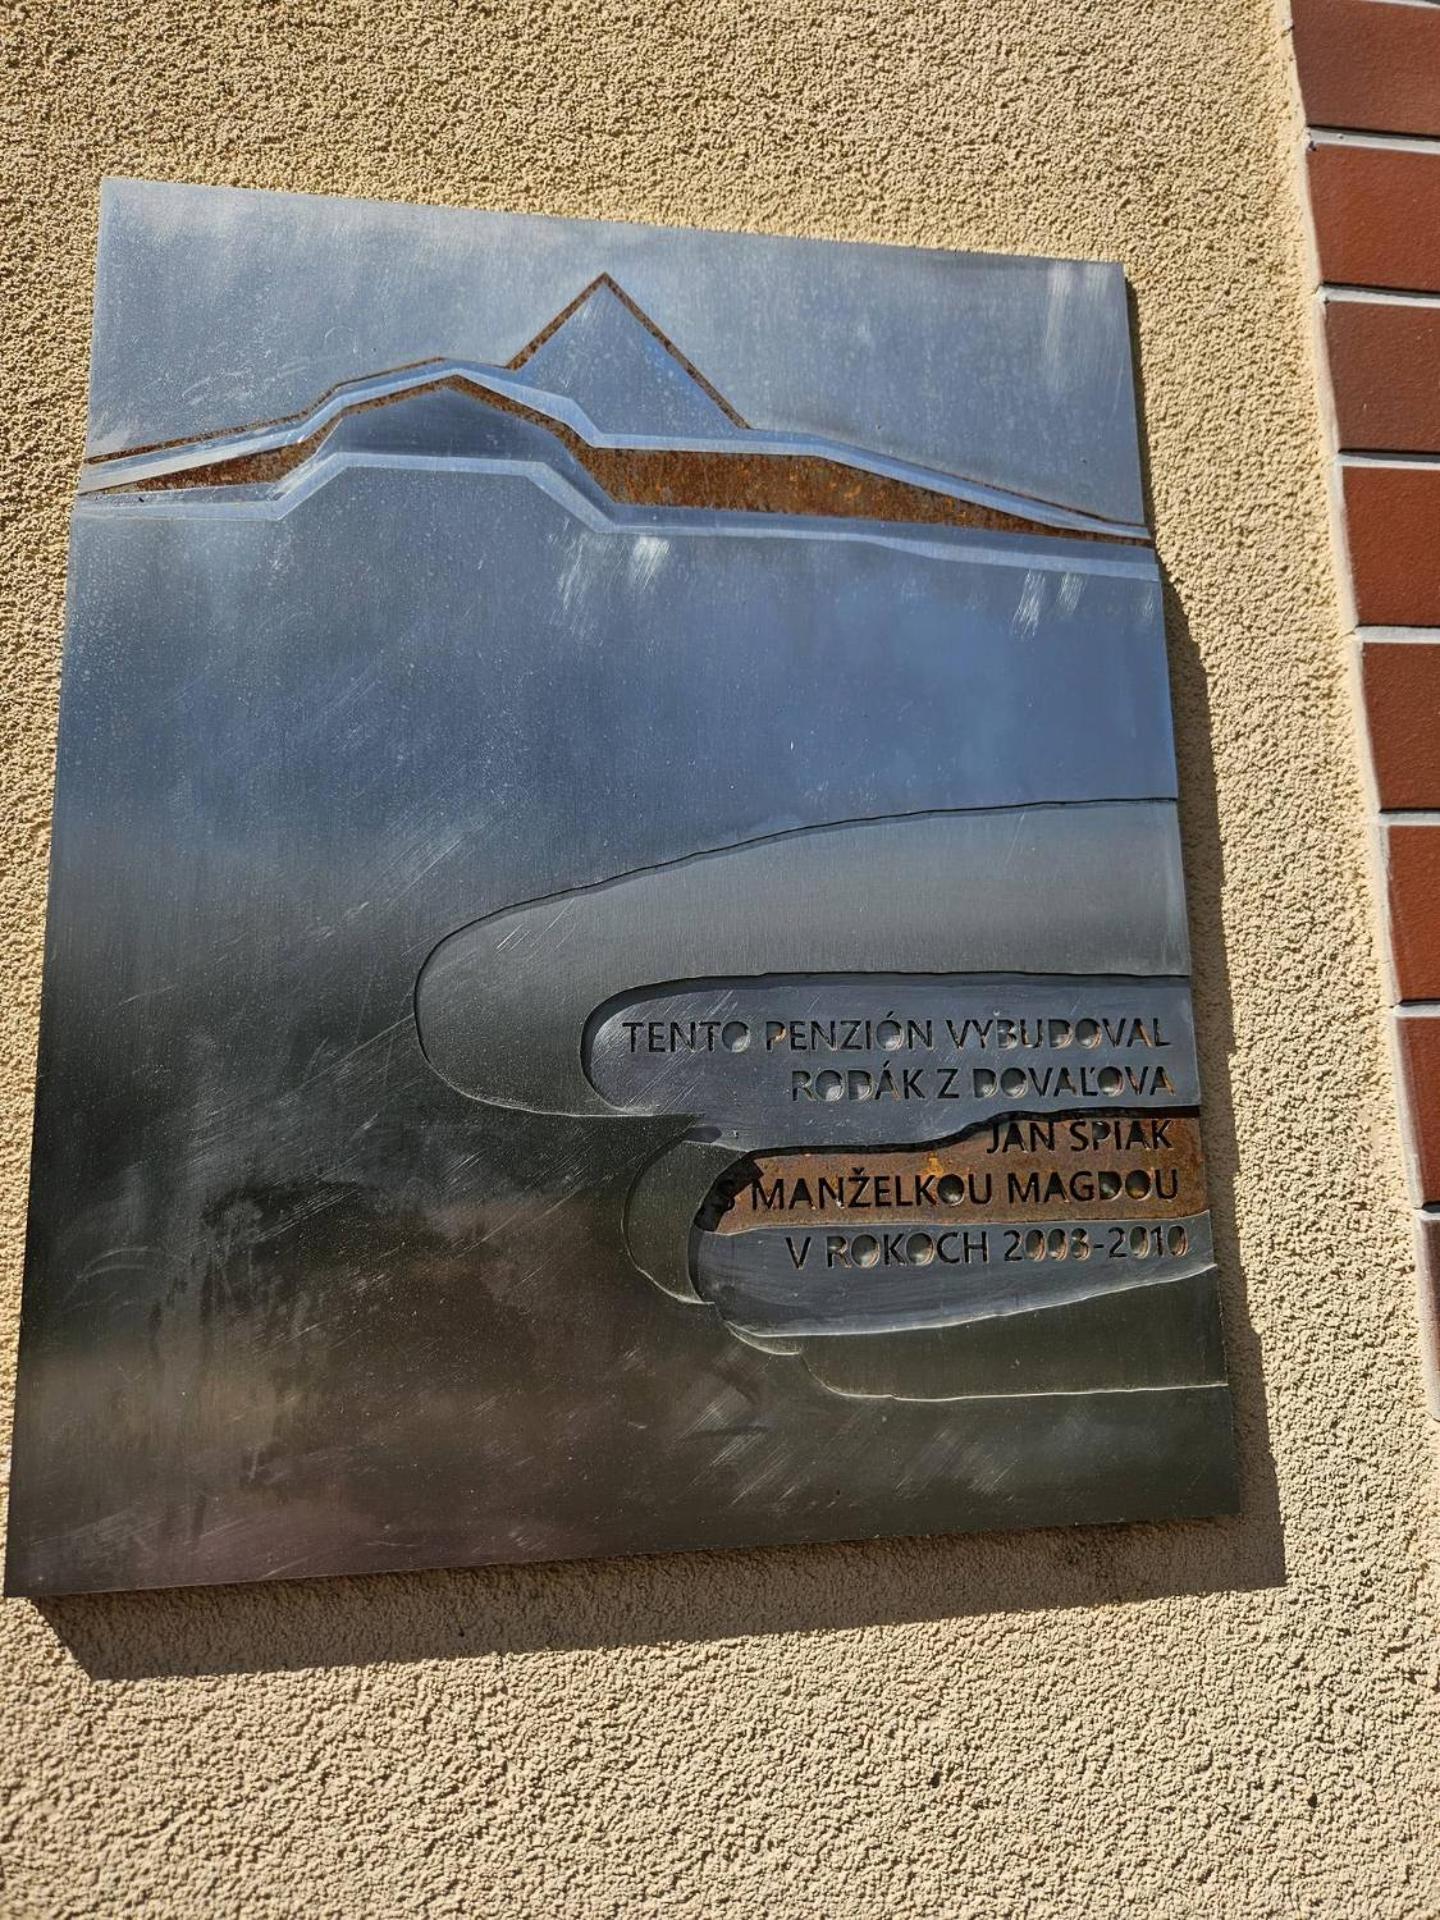 TENTO PENZIÓN VYBUDOVAL
RODÁK Z DOVAĽOVA
JÁN SPIAK
S MANŽELKOU MAGDOU
V ROKOCH 2008-2010